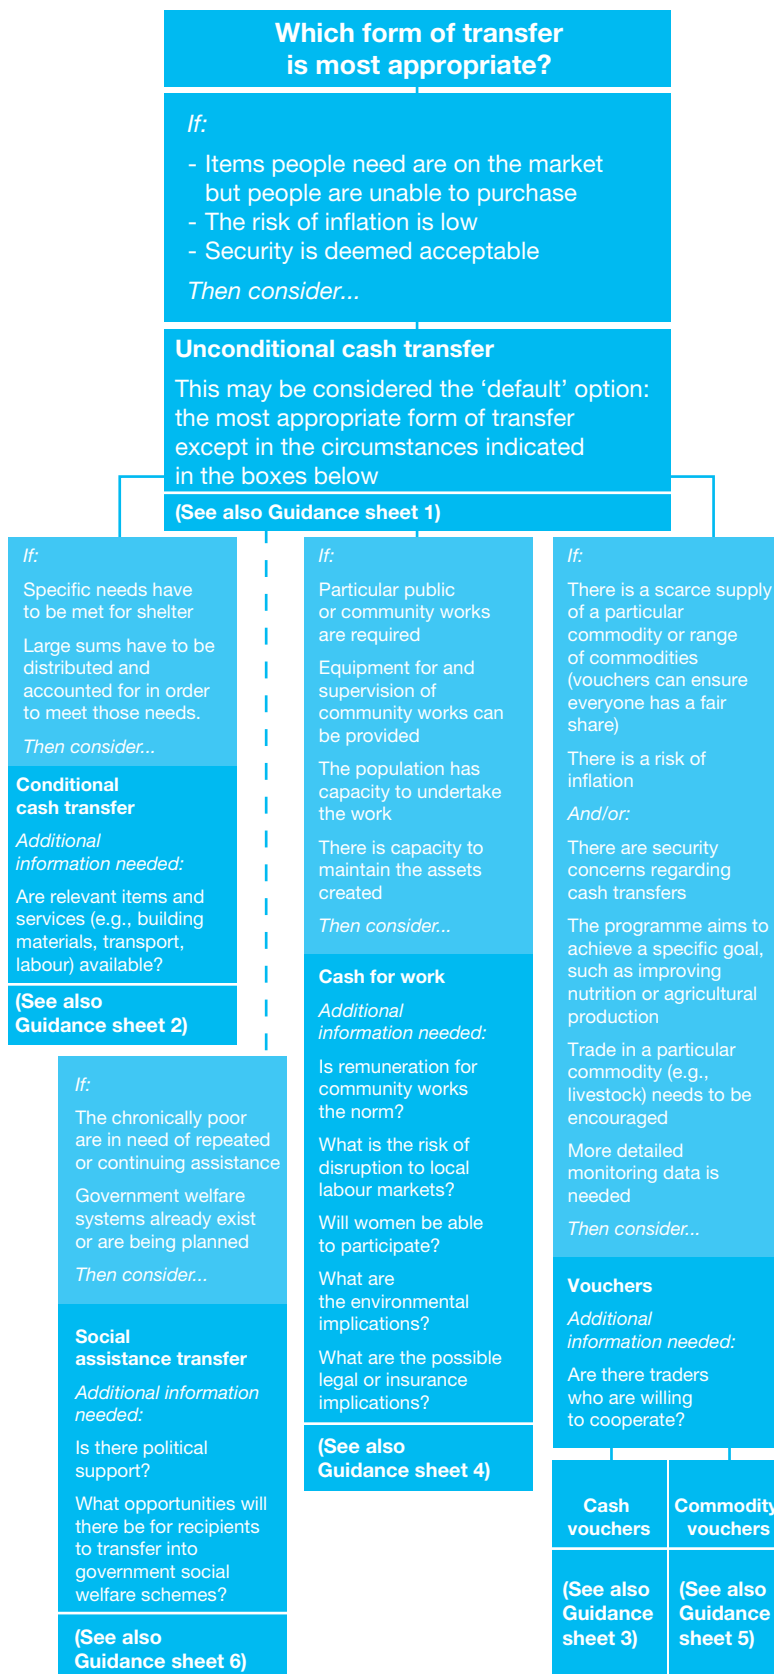 Which form of transfer
is most appropriate?
If:
- Items people need are on the market
but people are unable to purchase
- The risk of inflation is low
- Security is deemed acceptable
Then consider...
Unconditional cash transfer
This may be considered the ‘default’ option:
the most appropriate form of transfer
except in the circumstances indicated
in the boxes below
(See also Guidance sheet 1)
If:
Specific needs have
to be met for shelter
Large sums have to be
distributed and
accounted for in order
to meet those needs.
Then consider...
Conditional
cash transfer
Additional
information needed:
Are relevant items and
services (e.g., building
materials, transport,
labour) available?
(See also
Guidance sheet 2)
If:
The chronically poor
are in need of repeated
or continuing assistance
Government welfare
systems already exist
or are being planned
Then consider...
Social
assistance transfer
Additional information
needed:
Is there political
support?
What opportunities will
there be for recipients
to transfer into
government social
welfare schemes?
(See also
Guidance sheet 6)
If:
Particular public
or community works
are required
Equipment for and
supervision of
community works can
be provided
The population has
capacity to undertake
the work
There is capacity to
maintain the assets
created
Then consider...
Cash for work
Additional
information needed:
Is remuneration for
community works
the norm?
What is the risk of
disruption to local
labour markets?
Will women be able
to participate?
What are
the environmental
implications?
What are the possible
legal or insurance
implications?
(See also
Guidance sheet 4)
If:
There is a scarce supply
of a particular
commodity or range
of commodities
(vouchers can ensure
everyone has a fair
share)
There is a risk of
inflation
And/or:
There are security
concerns regarding
cash transfers
The programme aims to
achieve a specific goal,
such as improving
nutrition or agricultural
production
Trade in a particular
commodity (e.g.,
livestock) needs to be
encouraged
More detailed
monitoring data is
needed
Then consider...
Vouchers
Additional
information needed:
Are there traders
who are willing
to cooperate?
Cash
vouchers
(See also
Guidance
sheet 3)
Commodity
vouchers
(See also
Guidance
sheet 5)